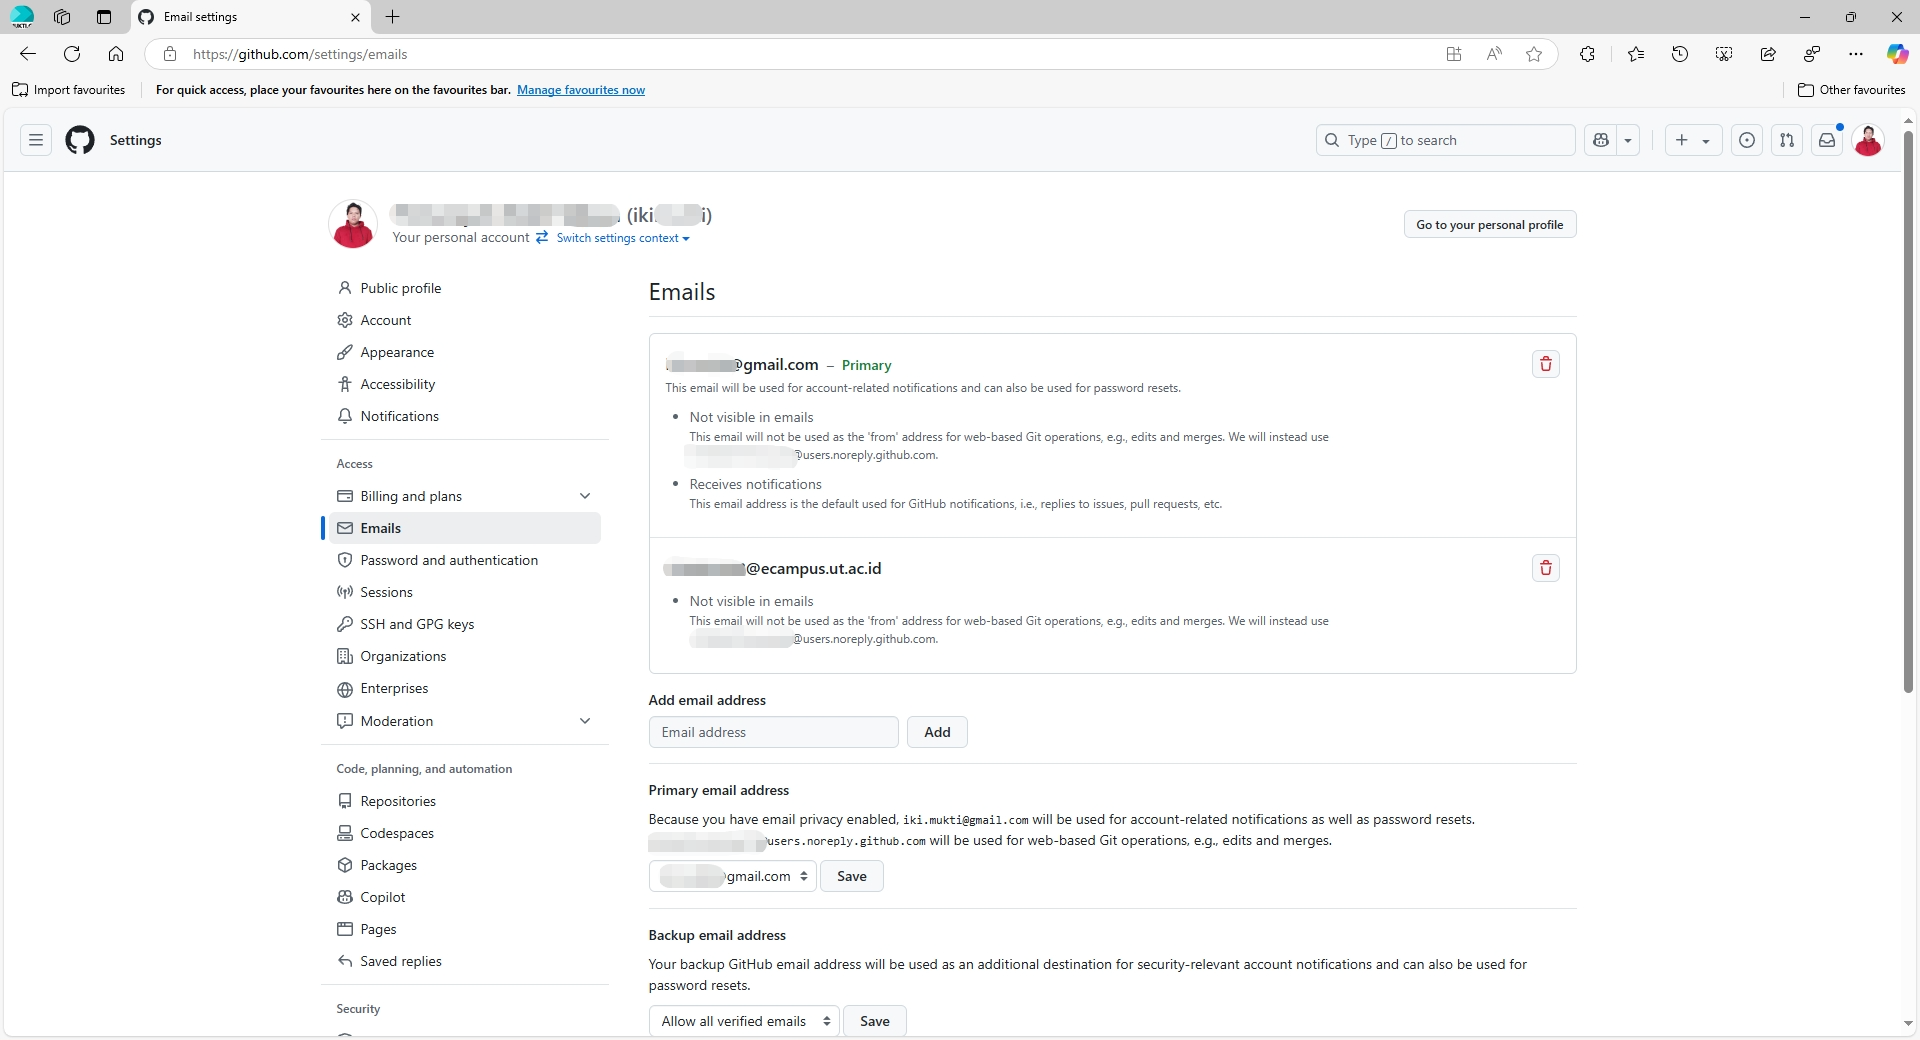 Email settings
https://github.com/settings/emails
Import favourites
For quick access, place your favourites here on the favourites bar. Manage favourites now
Other favourites
Settings
Type / to search
(iki i)
Your personal account Switch settings context
Go to your personal profile
Public profile
Account
Appearance
Accessibility
Notifications
Access
Billing and plans
Emails
Password and authentication
Sessions
SSH and GPG keys
Organizations
Enterprises
Moderation
Code, planning, and automation
Repositories
Codespaces
Packages
Copilot
Pages
Saved replies
Security
Emails
@gmail.com – Primary
This email will be used for account-related notifications and can also be used for password resets.
• Not visible in emails
This email will not be used as the 'from' address for web-based Git operations, e.g., edits and merges. We will instead use
@users.noreply.github.com.
• Receives notifications
This email address is the default used for GitHub notifications, i.e., replies to issues, pull requests, etc.
@ecampus.ut.ac.id
• Not visible in emails
This email will not be used as the 'from' address for web-based Git operations, e.g., edits and merges. We will instead use
@users.noreply.github.com.
Add email address
Email address
Add
Primary email address
Because you have email privacy enabled, iki.mukti@gmail.com will be used for account-related notifications as well as password resets.
users.noreply.github.com will be used for web-based Git operations, e.g., edits and merges.
gmail.com Save
Backup email address
Your backup GitHub email address will be used as an additional destination for security-relevant account notifications and can also be used for
password resets.
Allow all verified emails Save